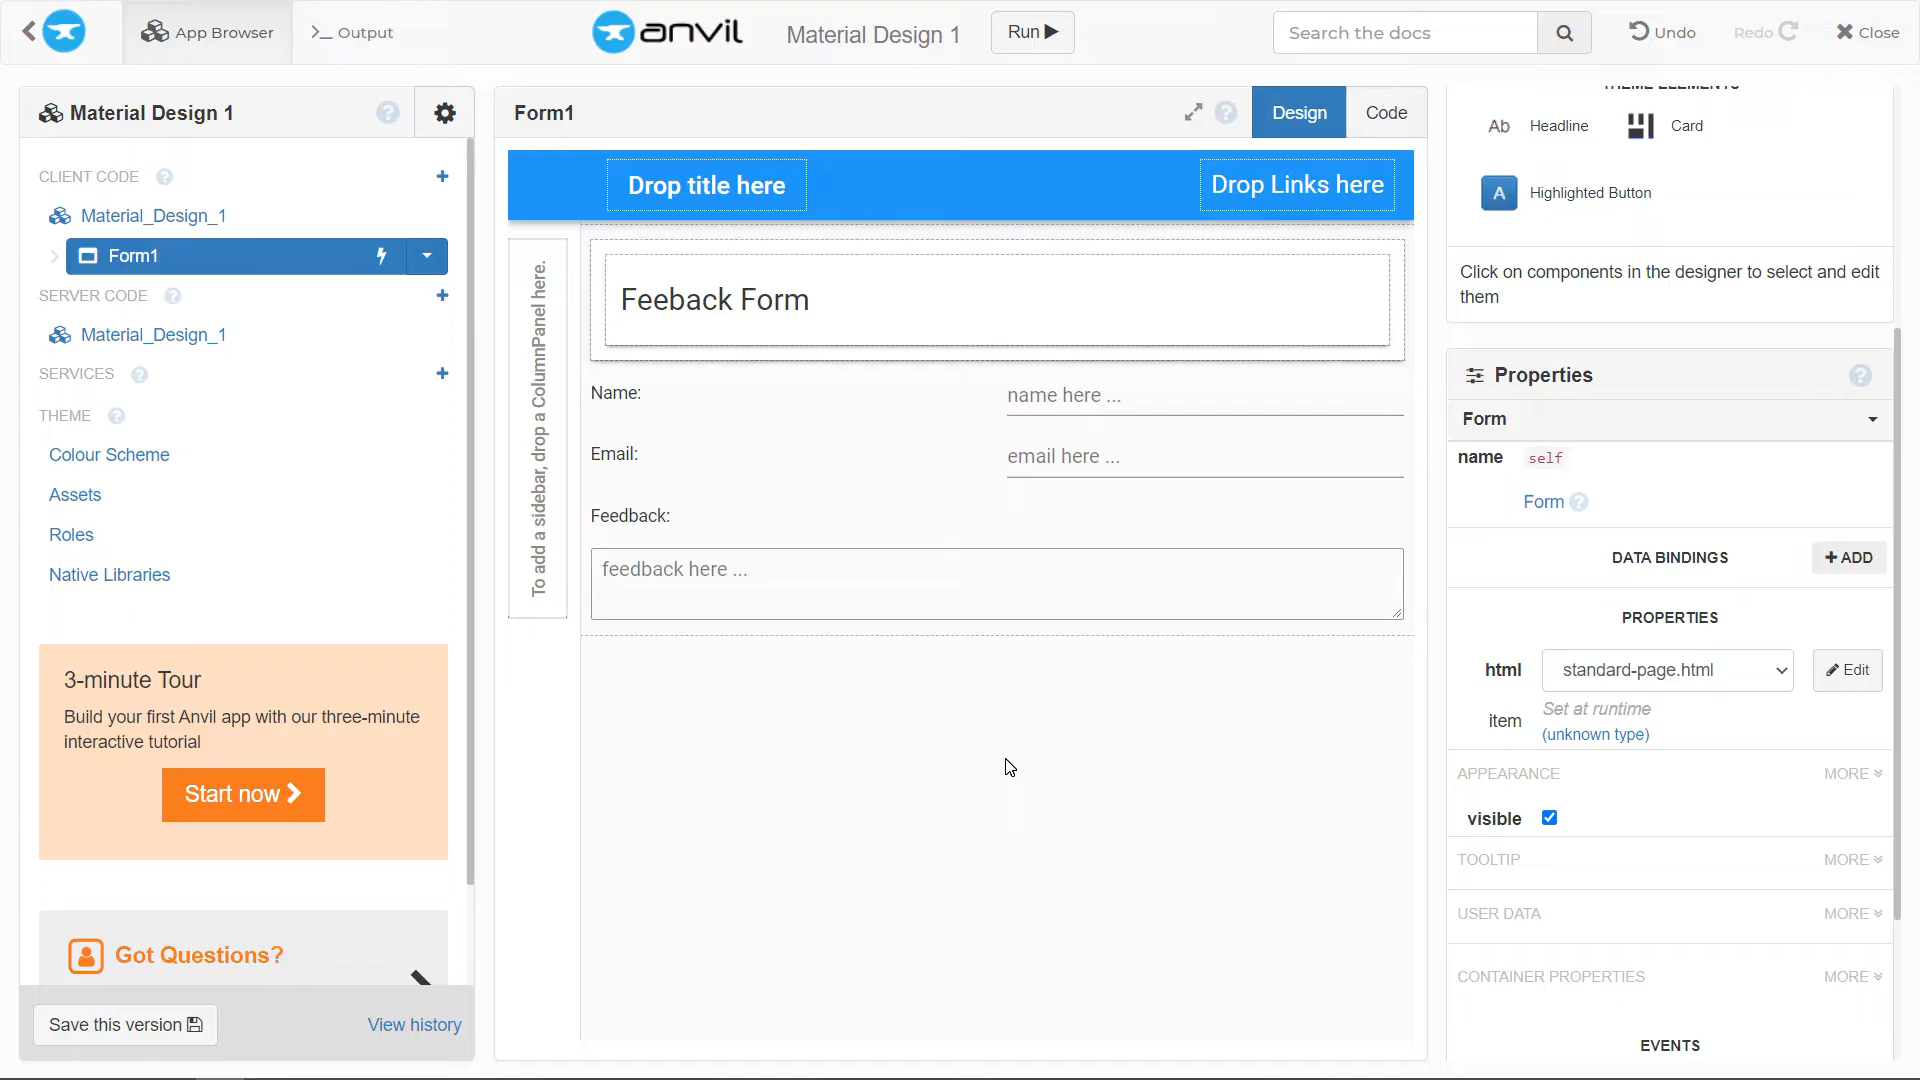 App Browser
Output
anvil
Material Design 1
Run
Search the docs
Undo
Redo
Close
Material Design 1
?
CLIENT CODE ?
+
Material_Design_1
Form1
SERVER CODE ?
+
Material_Design_1
SERVICES ?
+
THEME ?
Colour Scheme
Assets
Roles
Native Libraries
3-minute Tour
Build your first Anvil app with our three-minute
interactive tutorial
Start now
Got Questions?
Save this version
View history
Form1
?
Design
Code
Drop title here
Drop Links here
To add a sidebar, drop a ColumnPanel here.
Feeback Form
Name:
name here ...
Email:
email here ...
Feedback:
feedback here ...
THEME ELEMENTS
Ab Headline
Card
A Highlighted Button
Click on components in the designer to select and edit
them
Properties
?
Form
name self
Form ?
DATA BINDINGS
+ ADD
PROPERTIES
html standard-page.html
Edit
item Set at runtime
(unknown type)
APPEARANCE
MORE
visible
TOOLTIP
MORE
USER DATA
MORE
CONTAINER PROPERTIES
MORE
EVENTS